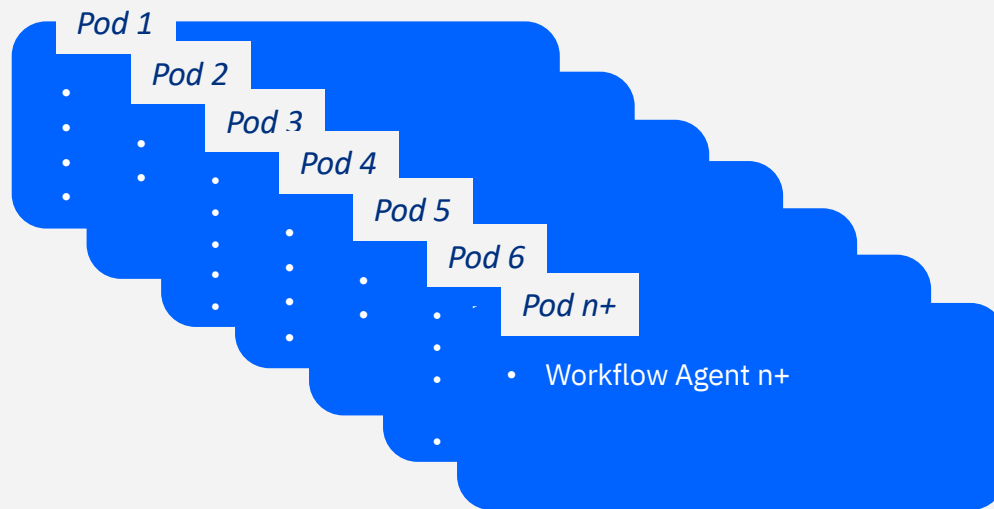 Pod 1
Pod 2
Pod 3
Pod 4
Pod 5
Pod 6
Pod n+
• Workflow Agent n+